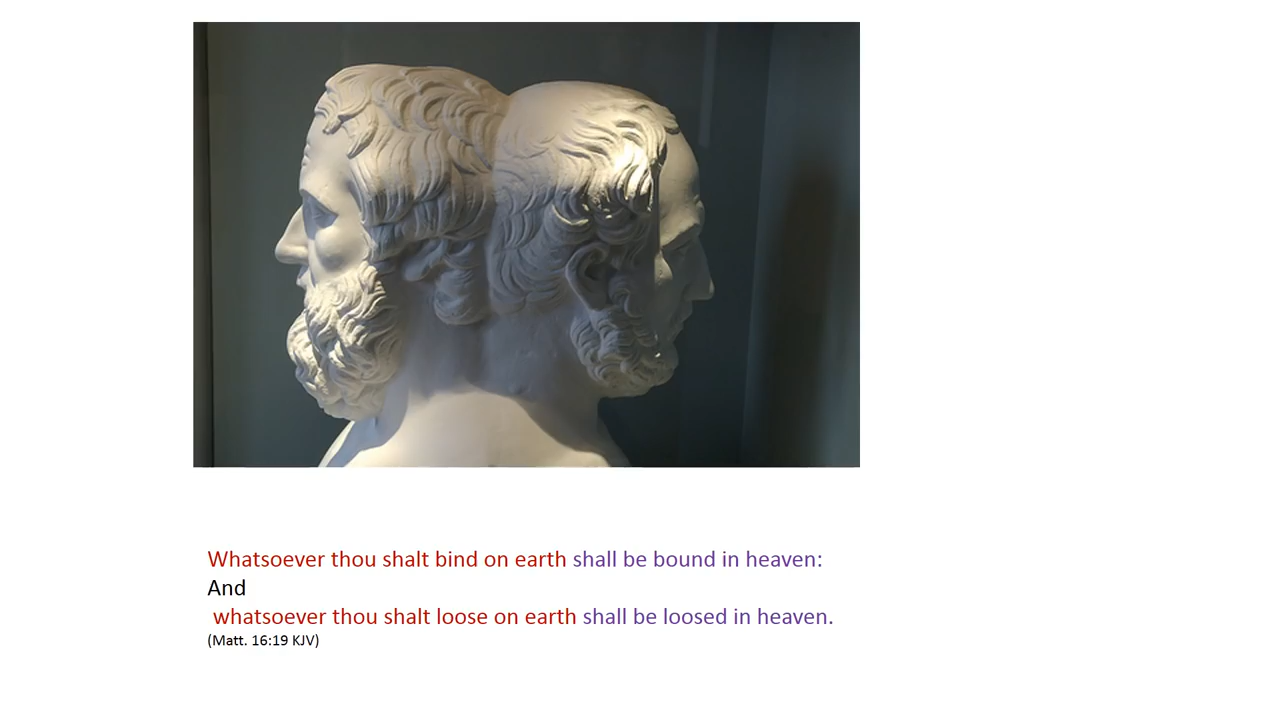 Whatsoever thou shalt bind on earth shall be bound in heaven:
And
whatsoever thou shalt loose on earth shall be loosed in heaven.
(Matt. 16:19 KJV)